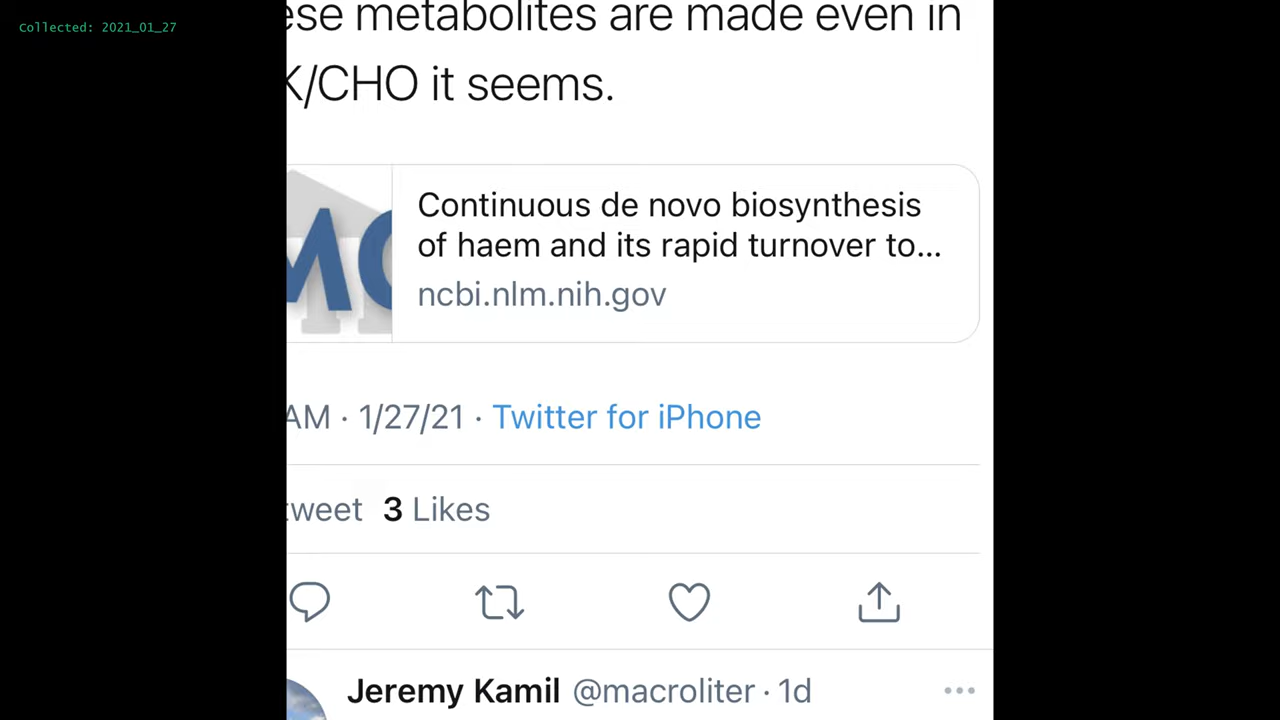 Collected: 2021_01_27
ese metabolites are made even in
K/CHO it seems.
Continuous de novo biosynthesis
of haem and its rapid turnover to...
ncbi.nlm.nih.gov
AM · 1/27/21 · Twitter for iPhone
tweet 3 Likes
Jeremy Kamil @macroliter · 1d